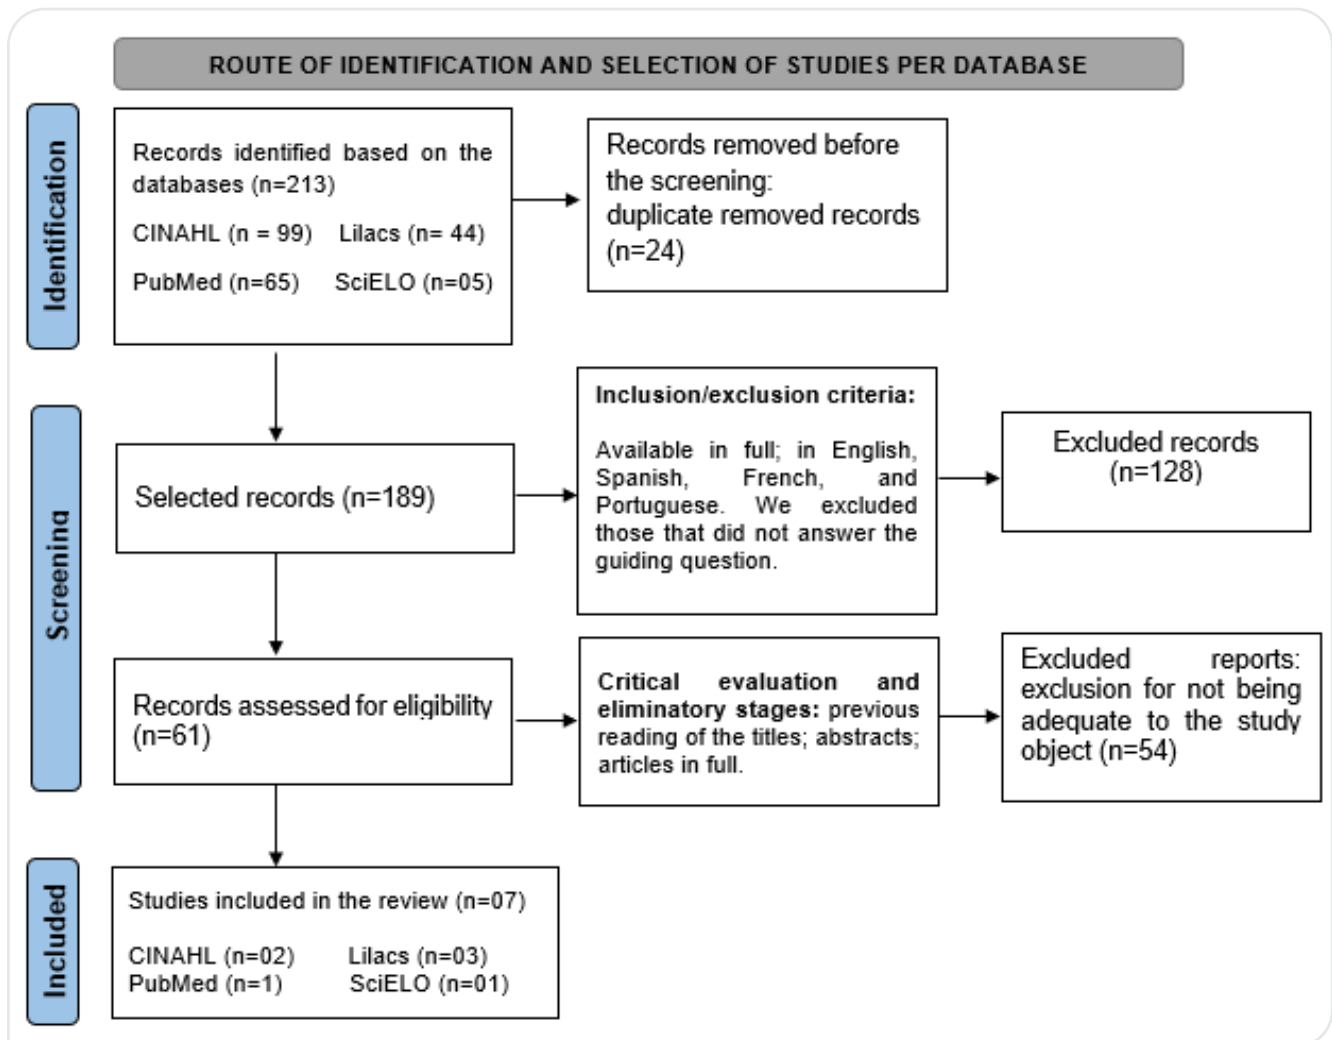 ROUTE OF IDENTIFICATION AND SELECTION OF STUDIES PER DATABASE
Identification
Records identified based on the
databases (n=213)
CINAHL (n = 99) Lilacs (n= 44)
PubMed (n=65) SciELO (n=05)
Records removed before
the screening:
duplicate removed records
(n=24)
Screening
Selected records (n=189)
Inclusion/exclusion criteria:
Available in full; in English,
Spanish, French, and
Portuguese. We excluded
those that did not answer the
guiding question.
Excluded records
(n=128)
Records assessed for eligibility
(n=61)
Critical evaluation and
eliminatory stages: previous
reading of the titles; abstracts;
articles in full.
Excluded reports:
exclusion for not being
adequate to the study
object (n=54)
Included
Studies included in the review (n=07)
CINAHL (n=02) Lilacs (n=03)
PubMed (n=1) SciELO (n=01)